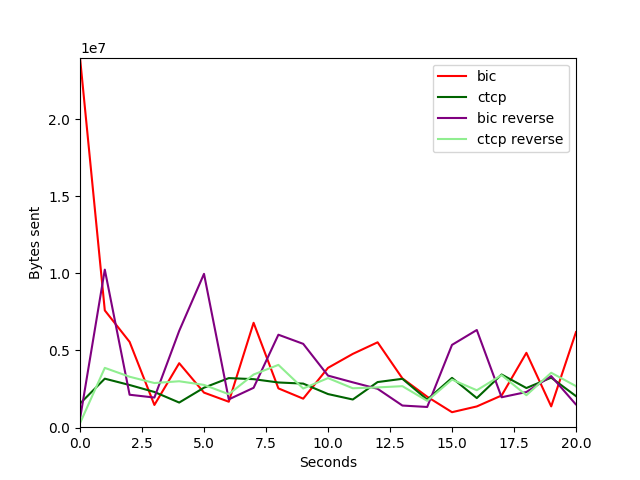 1e7
bic
ctcp
bic reverse
ctcp reverse
2.0
1.5
1.0
0.5
0.0
Bytes sent
0.0 2.5 5.0 7.5 10.0 12.5 15.0 17.5 20.0
Seconds